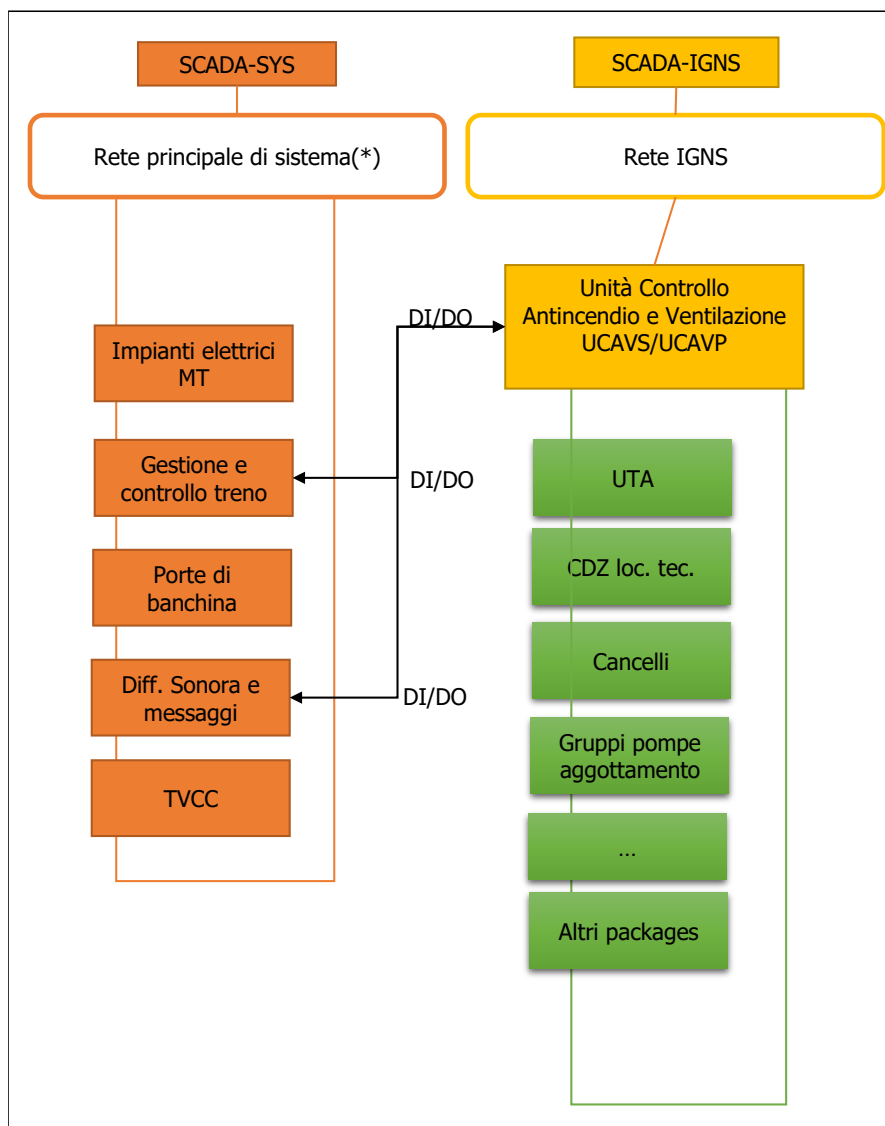 SCADA-SYS
SCADA-IGNS
Rete principale di sistema(*)
Rete IGNS
Unità Controllo
Antincendio e Ventilazione
UCAVS/UCAVP
DI/DO
Impianti elettrici
MT
Gestione e
controllo treno
DI/DO
UTA
CDZ loc. tec.
Porte di
banchina
Cancelli
Diff. Sonora e
messaggi
DI/DO
Gruppi pompe
aggottamento
TVCC
...
Altri packages